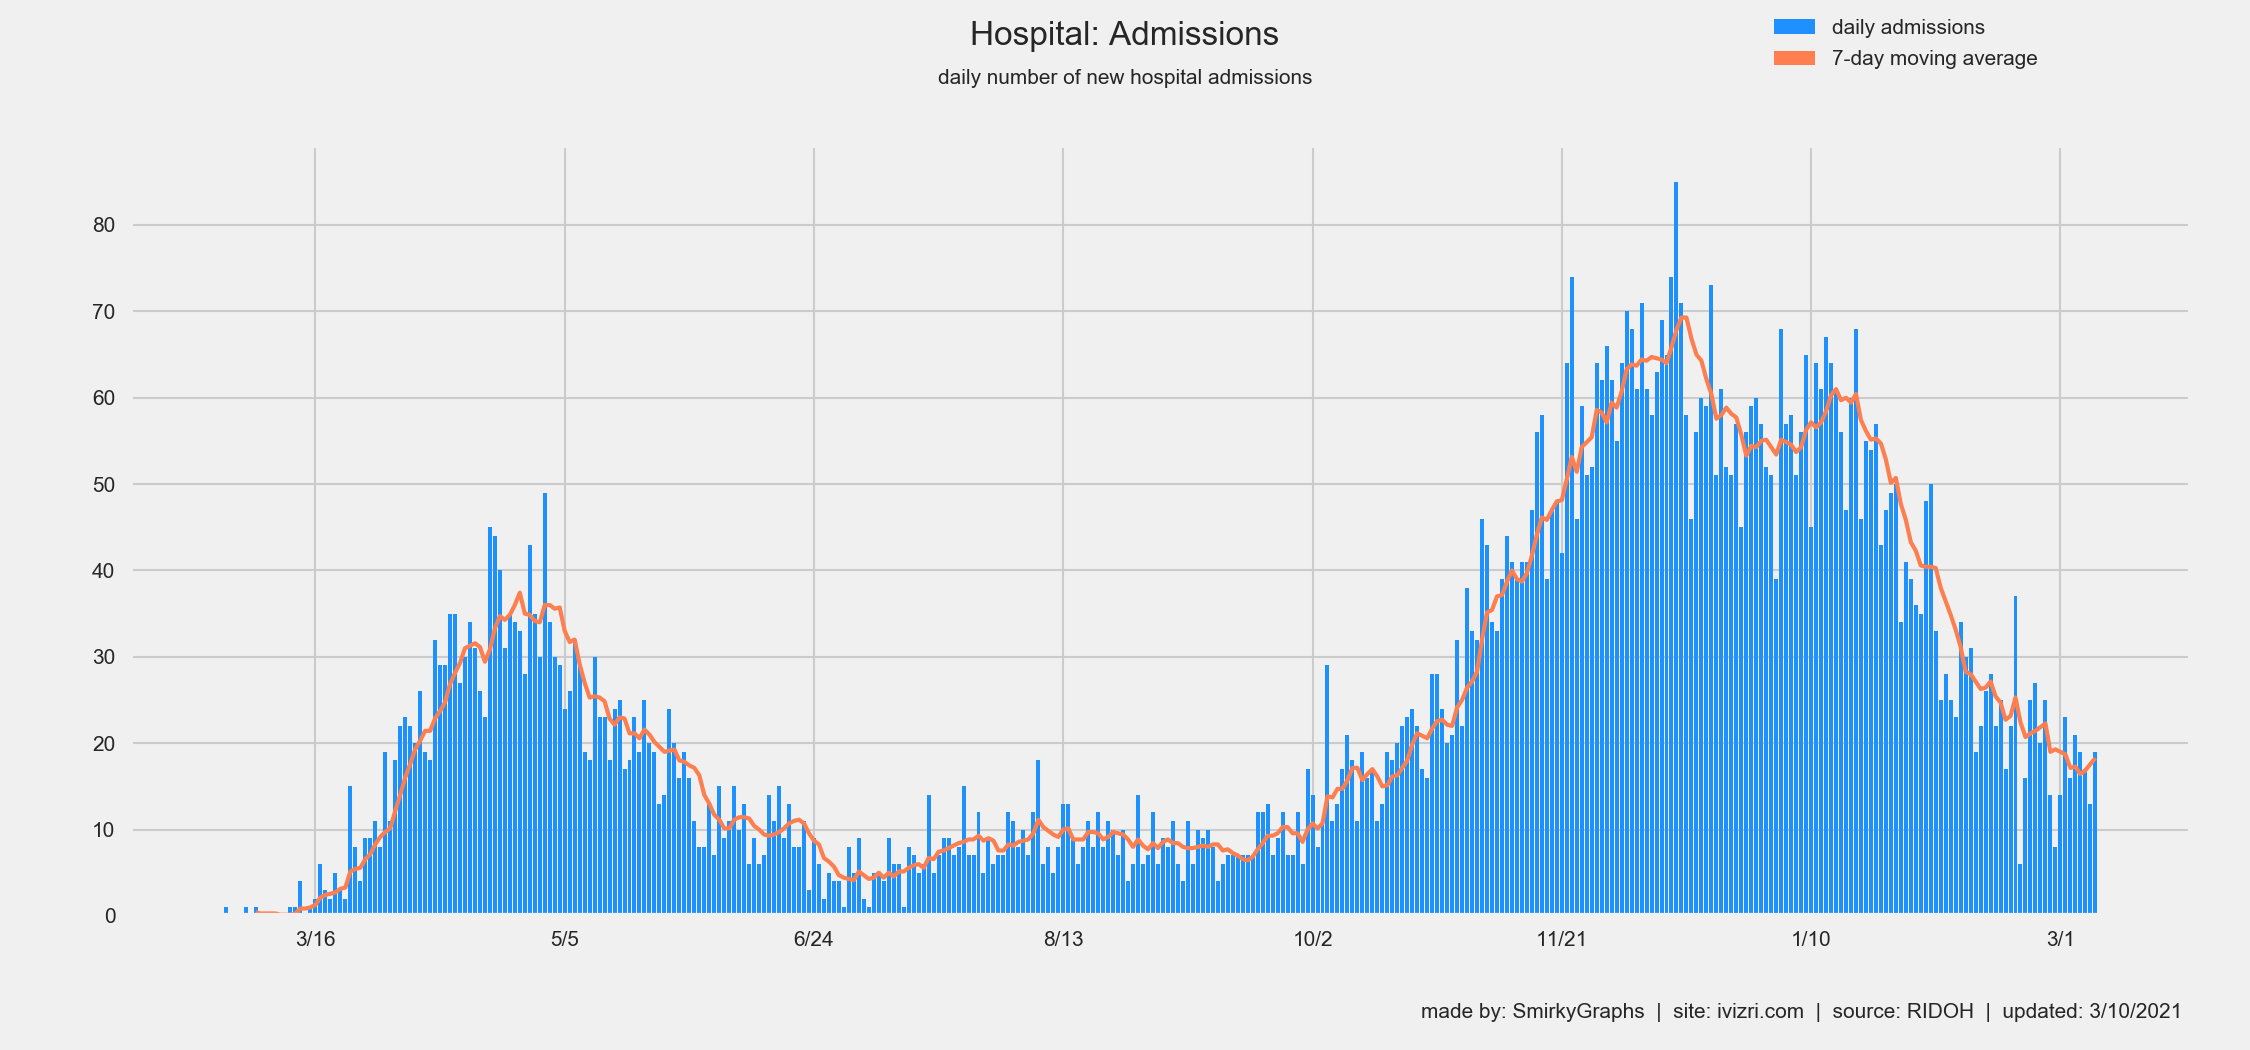 Hospital: Admissions
daily number of new hospital admissions
daily admissions
7-day moving average
80
70
60
50
40
30
20
10
0
3/16 5/5 6/24 8/13 10/2 11/21 1/10 3/1
made by: SmirkyGraphs | site: ivizri.com | source: RIDOH | updated: 3/10/2021